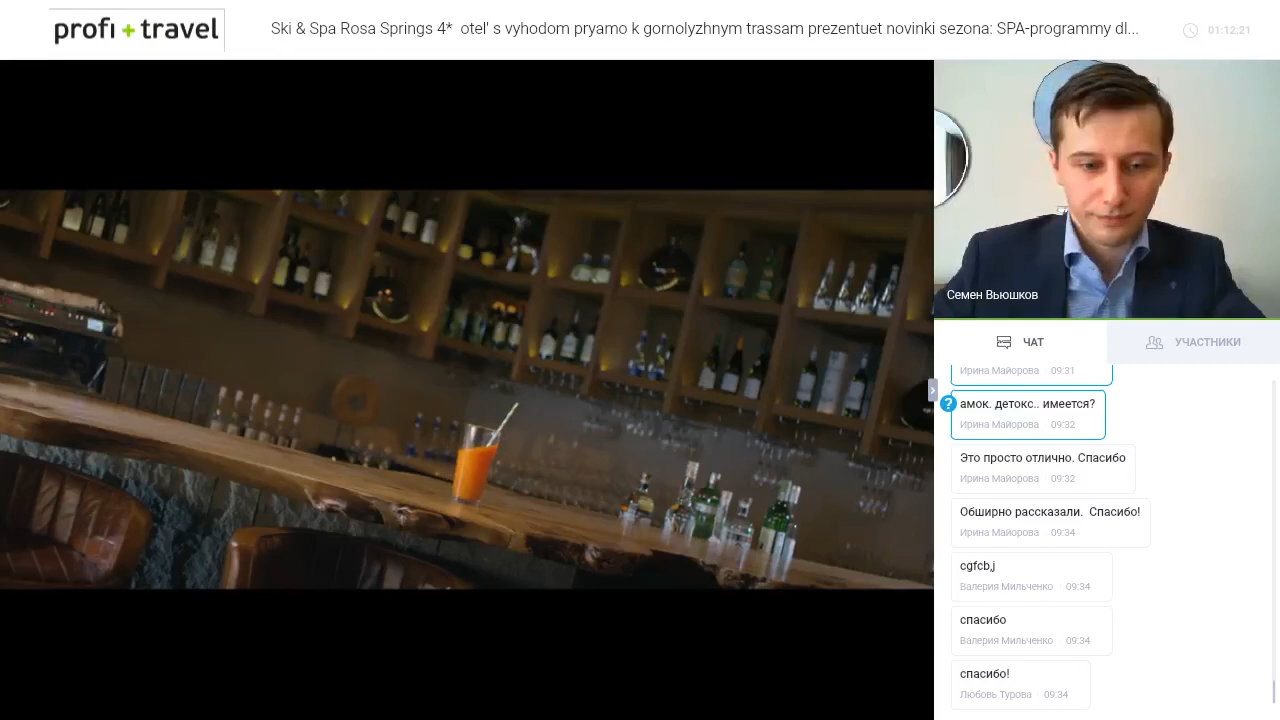 profi + travel
Ski & Spa Rosa Springs 4*  otel' s vyhodom pryamo k gornolyzhnym trassam prezentuet novinki sezona: SPA-programmy dl...
01:12:21
Семен Вьюшков
ЧАТ
УЧАСТНИКИ
Ирина Майорова 09:31
?
амок. детокс.. имеется?
Ирина Майорова 09:32
Это просто отлично. Спасибо
Ирина Майорова 09:32
Обширно рассказали.  Спасибо!
Ирина Майорова 09:34
cgfcb,j
Валерия Мильченко 09:34
спасибо
Валерия Мильченко 09:34
спасибо!
Любовь Турова 09:34